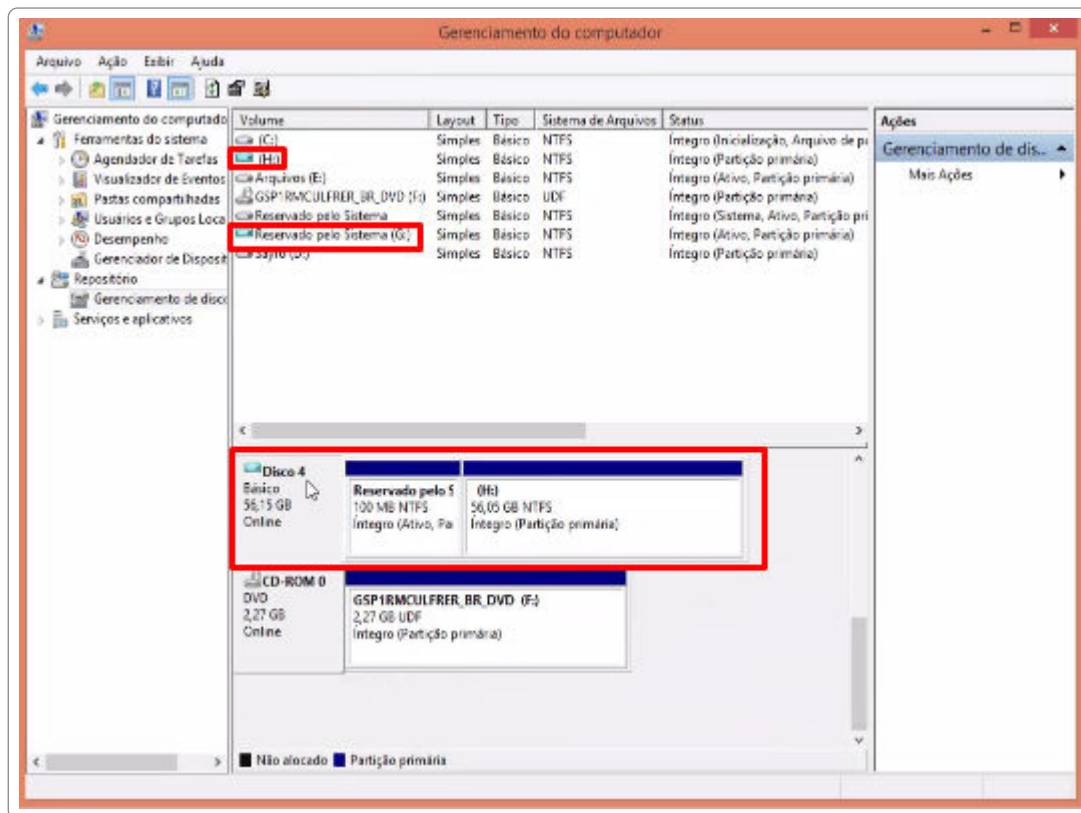 Gerenciamento do computador
Arquivo Ação Exibir Ajuda
Gerenciamento do computado
Ferramentas do sistema
Agendador de Tarefas
Visualizador de Eventos
Pastas compartilhadas
Usuários e Grupos Loca
Desempenho
Gerenciador de Disposit
Repositório
Gerenciamento de disco
Serviços e aplicativos
Volume Layout Tipo Sistema de Arquivos Status
(C:) Simples Básico NTFS Íntegro (Inicialização, Arquivo de p
(H:) Simples Básico NTFS Íntegro (Partição primária)
Arquivos (E:) Simples Básico NTFS Íntegro (Ativo, Partição primária)
GSP1RMCULFRER_BR_DVD (F:) Simples Básico UDF Íntegro (Partição primária)
Reservado pelo Sistema Simples Básico NTFS Íntegro (Sistema, Ativo, Partição pri
Reservado pelo Sistema (G:) Simples Básico NTFS Íntegro (Ativo, Partição primária)
(D:) Simples Básico NTFS Íntegro (Partição primária)
Ações
Gerenciamento de dis...
Mais Ações
Disco 4
Básico
56,15 GB
Online
Reservado pelo S
100 MB NTFS
Íntegro (Ativo, Pa
(H:)
56,05 GB NTFS
Íntegro (Partição primária)
CD-ROM 0
DVD
2,27 GB
Online
GSP1RMCULFRER_BR_DVD (F:)
2,27 GB UDF
Íntegro (Partição primária)
Não alocado Partição primária